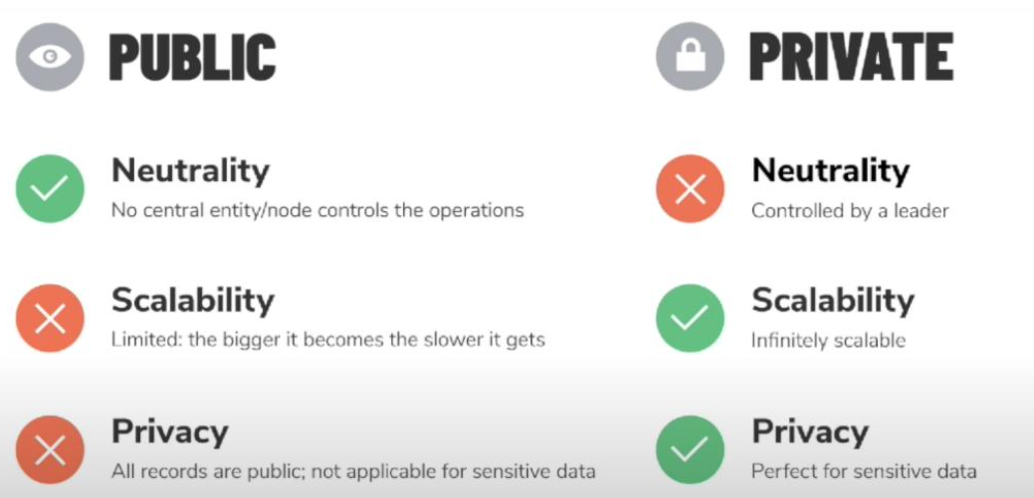 PUBLIC
Neutrality
No central entity/node controls the operations
Scalability
Limited: the bigger it becomes the slower it gets
Privacy
All records are public; not applicable for sensitive data
PRIVATE
Neutrality
Controlled by a leader
Scalability
Infinitely scalable
Privacy
Perfect for sensitive data